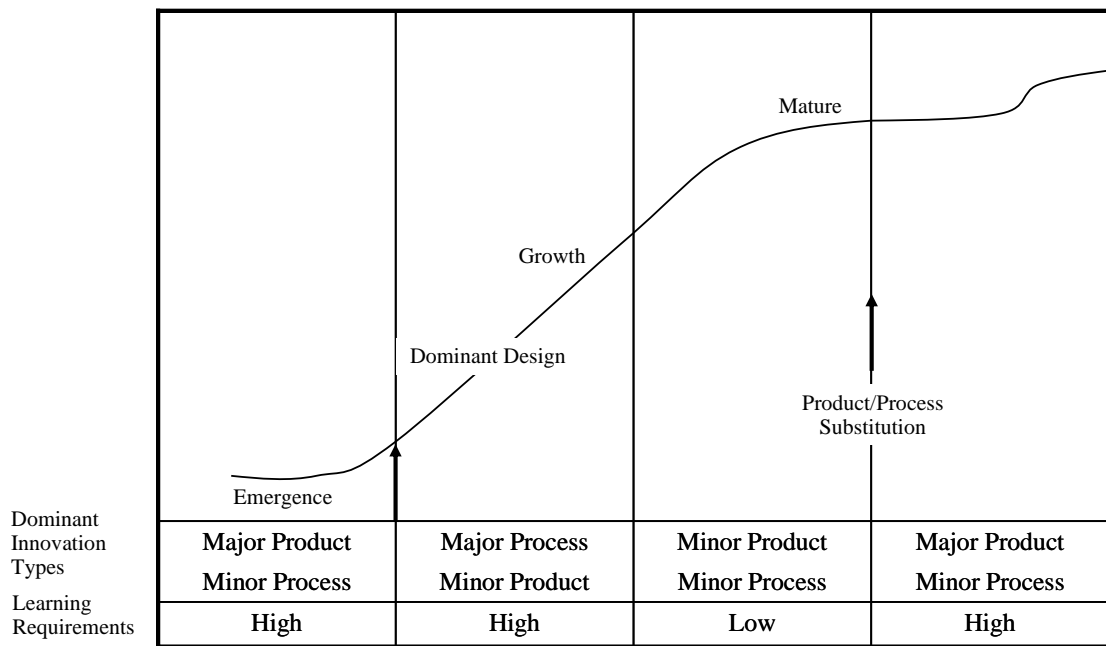 Mature
Growth
Dominant Design
Product/Process
Substitution
Emergence
Dominant
Innovation
Types
Major Product
Major Process
Minor Product
Major Product
Minor Process
Minor Product
Minor Process
Minor Process
Learning
Requirements
High
High
Low
High